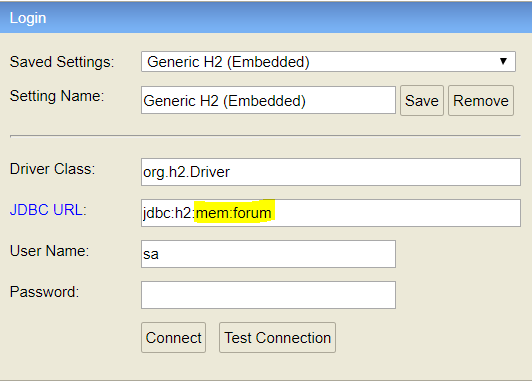 Login
Saved Settings: Generic H2 (Embedded)
Setting Name: Generic H2 (Embedded) Save Remove
Driver Class: org.h2.Driver
JDBC URL: jdbc:h2:mem:forum
User Name: sa
Password:
Connect Test Connection